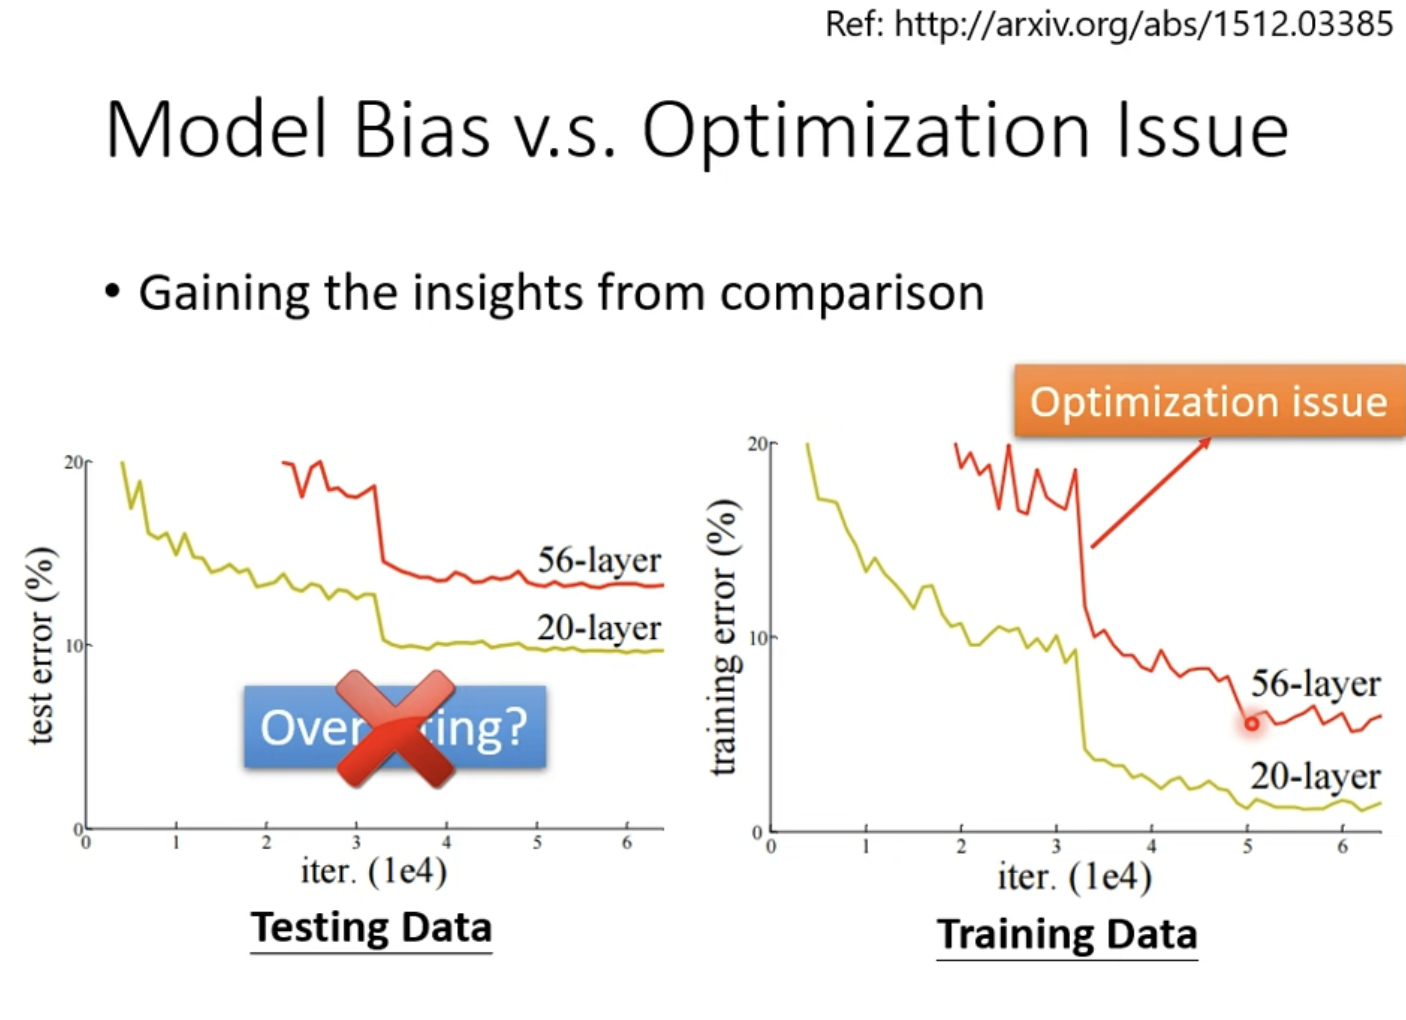 Ref: http://arxiv.org/abs/1512.03385
Model Bias v.s. Optimization Issue
• Gaining the insights from comparison
Optimization issue
20
10
0
test error (%)
56-layer
20-layer
0 1 2 3 4 5 6
iter. (1e4)
Testing Data
20
10
0
training error (%)
56-layer
20-layer
0 1 2 3 4 5 6
iter. (1e4)
Training Data